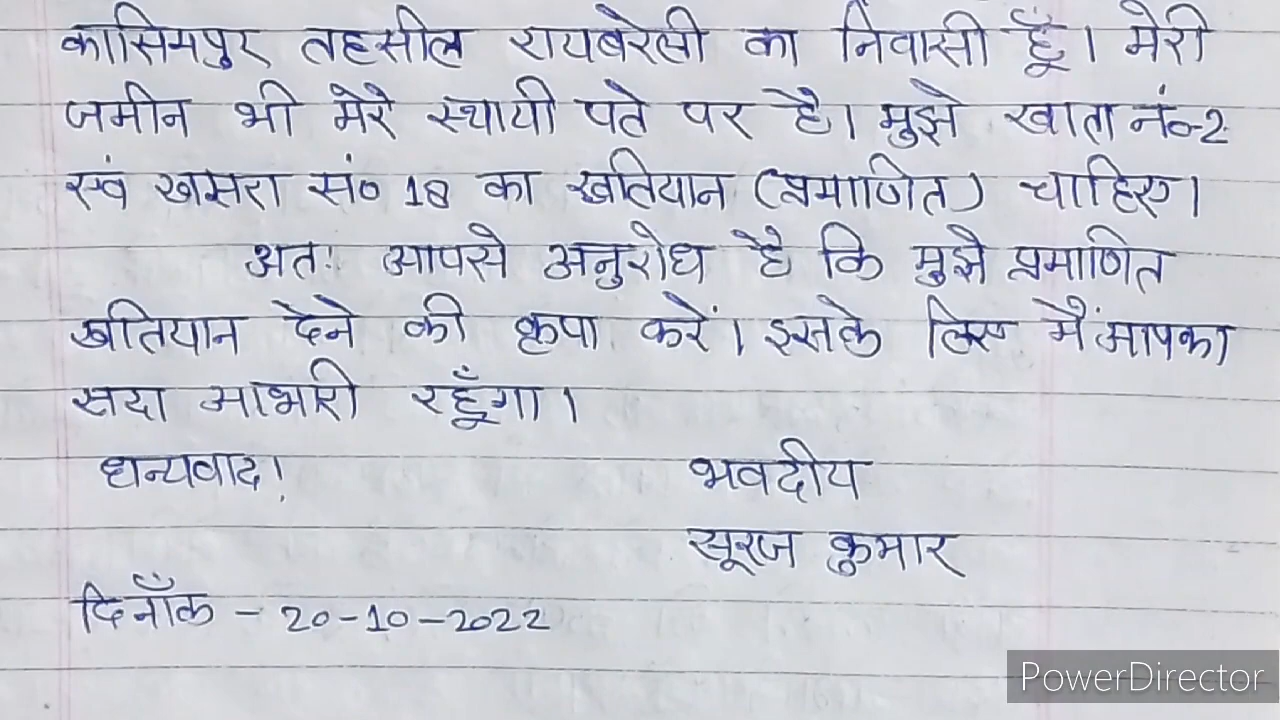 कासिमपुर तहसील रायबरेली का निवासी हूँ। मेरी
जमीन भी मेरे स्थायी पते पर है। मुझे खाता नं०-2
एवं खसरा सं० 18 का खतियान (प्रमाणित) चाहिए।
अतः आपसे अनुरोध है कि मुझे प्रमाणित
खतियान देने की कृपा करें। इसके लिए मैं आपका
सदा आभारी रहूँगा।
धन्यवाद! भवदीय
सूरज कुमार
दिनाँक - 20-10-2022
PowerDirector